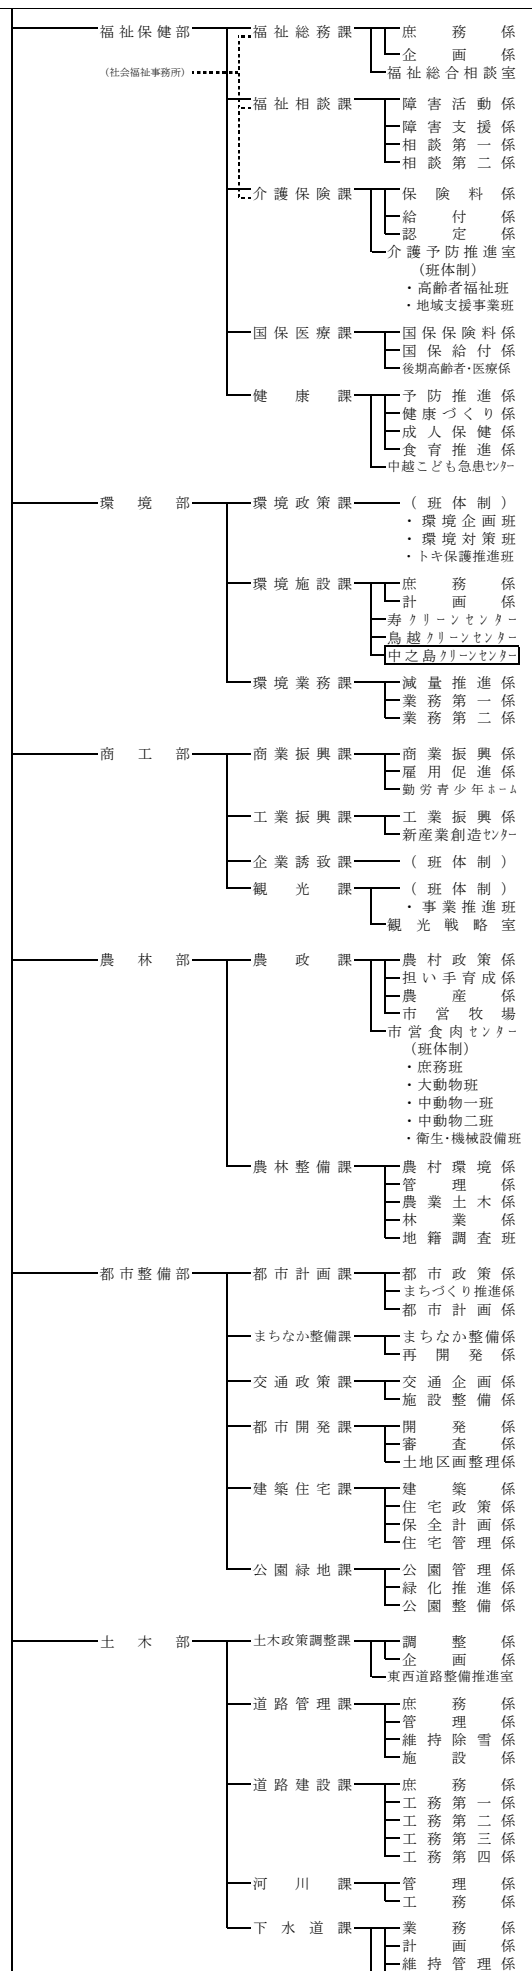 福祉保健部 福祉総務課 庶務係
企画係
(社会福祉事務所) 福祉総合相談室
福祉相談課 障害活動係
障害支援係
相談第一係
相談第二係
介護保険課 保険料係
給付係
認定係
介護予防推進室
(班体制)
・高齢者福祉班
・地域支援事業班
国保医療課 国保保険料係
国保給付係
後期高齢者・医療係
健康課 予防推進係
健康づくり係
成人保健係
食育推進係
中越こども急患センター
環境部 環境政策課 (班体制)
・環境企画班
・環境対策班
・トキ保護推進班
環境施設課 庶務係
計画係
寿クリーンセンター
鳥越クリーンセンター
中之島クリーンセンター
環境業務課 減量推進係
業務第一係
業務第二係
商工部 商業振興課 商業振興係
雇用促進係
勤労青少年ホーム
工業振興課 工業振興係
新産業創造センター
企業誘致課 (班体制)
観光課 (班体制)
・事業推進班
観光戦略室
農林部 農政課 農村政策係
担い手育成係
農産係
市営牧場
市営食肉センター
(班体制)
・庶務班
・大動物班
・中動物一班
・中動物二班
・衛生・機械設備班
農林整備課 農村環境係
管理係
農業土木係
林業係
地籍調査班
都市整備部 都市計画課 都市政策係
まちづくり推進係
都市計画係
まちなか整備課 まちなか整備係
再開発係
交通政策課 交通企画係
施設整備係
都市開発課 開発係
審査係
土地区画整理係
建築住宅課 建築係
住宅政策係
保全計画係
住宅管理係
公園緑地課 公園管理係
緑化推進係
公園整備係
土木部 土木政策調整課 調整係
企画係
東西道路整備推進室
道路管理課 庶務係
管理係
維持除雪係
施設係
道路建設課 庶務係
工務第一係
工務第二係
工務第三係
工務第四係
河川課 管理係
工務係
下水道課 業務係
計画係
維持管理係